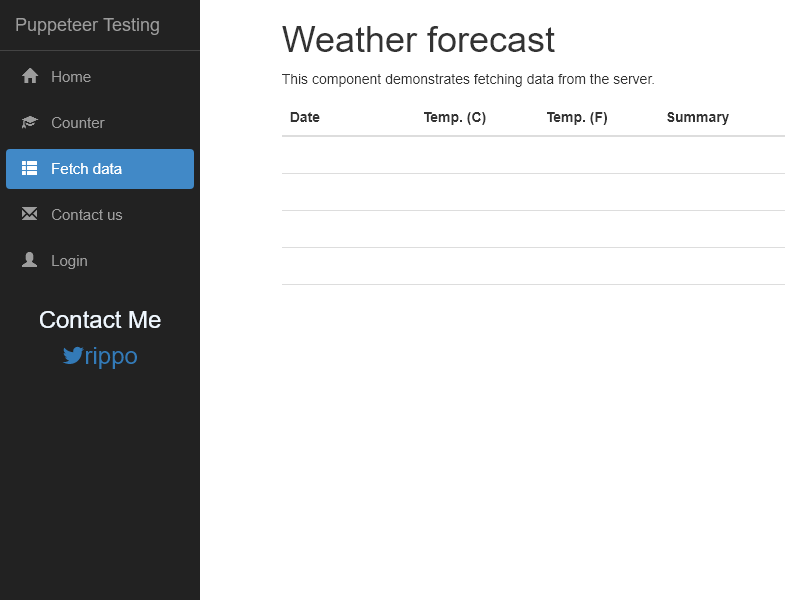 Puppeteer Testing
Home
Counter
Fetch data
Contact us
Login
Contact Me
rippo
Weather forecast
This component demonstrates fetching data from the server.
Date Temp. (C) Temp. (F) Summary